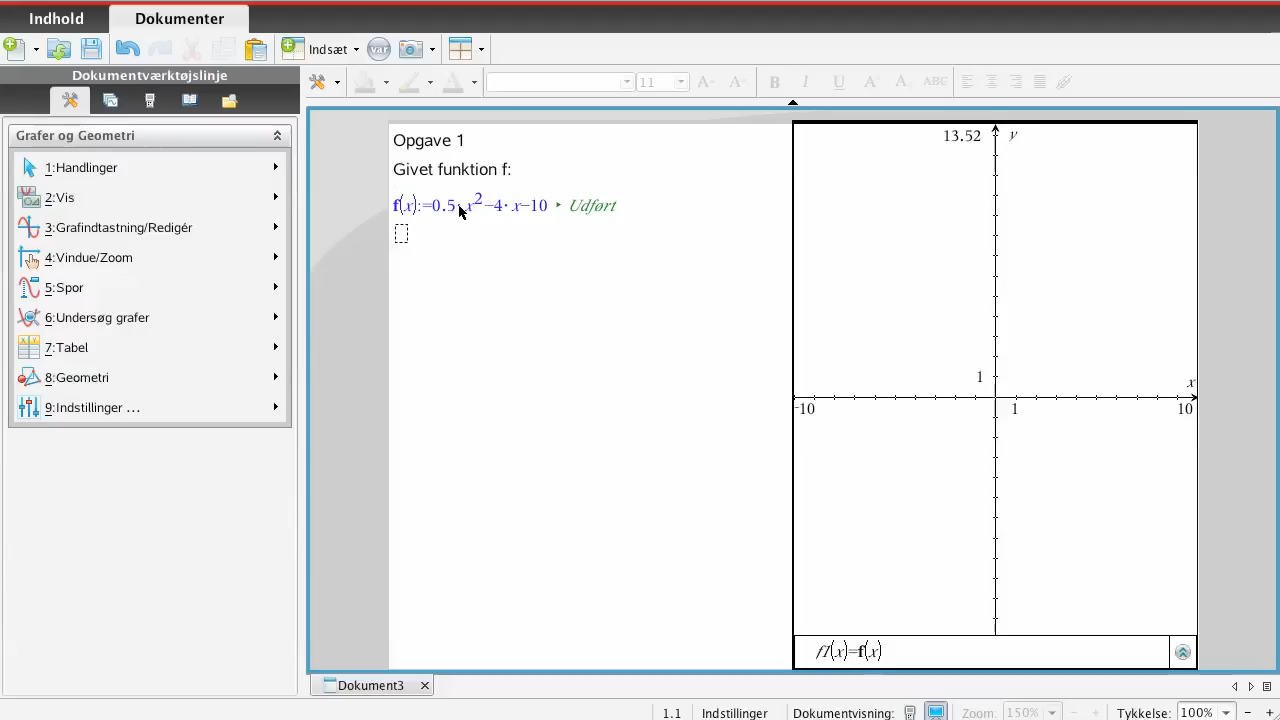 Indhold
Dokumenter
Indsæt
var
Dokumentværktøjslinje
11
B I U A A ABC
Grafer og Geometri
1:Handlinger
2:Vis
3:Grafindtastning/Redigér
4:Vindue/Zoom
5:Spor
6:Undersøg grafer
7:Tabel
8:Geometri
9:Indstillinger ...
Opgave 1
Givet funktion f:
f(x):=0.5·x²−4·x−10 ▸ Udført
13.52
y
1
x
-10
1
10
f1(x)=f(x)
Dokument3
1.1
Indstillinger
Dokumentvisning:
Zoom:
150%
Tykkelse:
100%